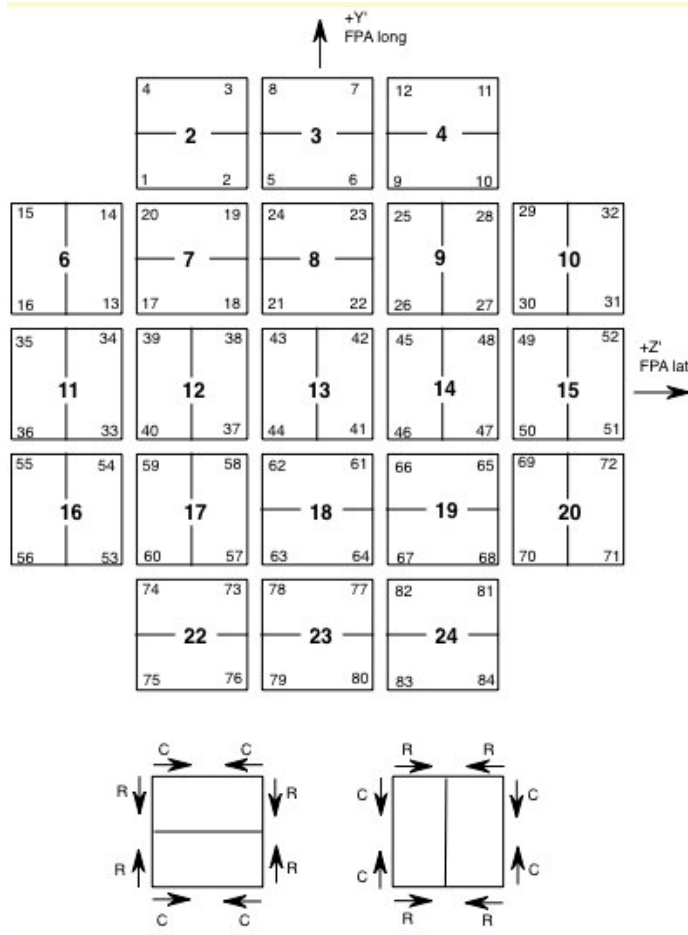 +Y'
FPA long
4 3 8 7 12 11
2 3 4
1 2 5 6 9 10
15 14 20 19 24 23 25 28 29 32
6 7 8 9 10
16 13 17 18 21 22 26 27 30 31
+Z'
FPA lat
35 34 39 38 43 42 45 48 49 52
11 12 13 14 15
36 33 40 37 44 41 46 47 50 51
55 54 59 58 62 61 66 65 69 72
16 17 18 19 20
56 53 60 57 63 64 67 68 70 71
74 73 78 77 82 81
22 23 24
75 76 79 80 83 84
C C R R
R R C C
R R C C
C C R R